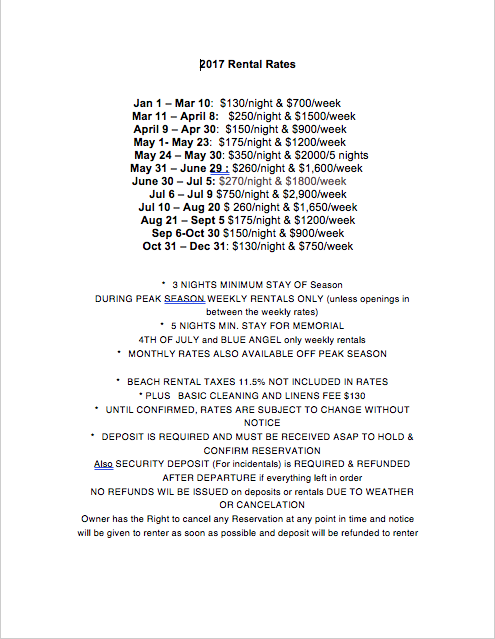 2017 Rental Rates
Jan 1 – Mar 10: $130/night & $700/week
Mar 11 – April 8: $250/night & $1500/week
April 9 – Apr 30: $150/night & $900/week
May 1- May 23: $175/night & $1200/week
May 24 – May 30: $350/night & $2000/5 nights
May 31 – June 29 : $260/night & $1,600/week
June 30 – Jul 5: $270/night & $1800/week
Jul 6 – Jul 9 $750/night & $2,900/week
Jul 10 – Aug 20 $ 260/night & $1,650/week
Aug 21 – Sept 5 $175/night & $1200/week
Sep 6-Oct 30 $150/night & $900/week
Oct 31 – Dec 31: $130/night & $750/week
* 3 NIGHTS MINIMUM STAY OF Season
DURING PEAK SEASON WEEKLY RENTALS ONLY (unless openings in
between the weekly rates)
* 5 NIGHTS MIN. STAY FOR MEMORIAL
4TH OF JULY and BLUE ANGEL only weekly rentals
* MONTHLY RATES ALSO AVAILABLE OFF PEAK SEASON
* BEACH RENTAL TAXES 11.5% NOT INCLUDED IN RATES
* PLUS BASIC CLEANING AND LINENS FEE $130
* UNTIL CONFIRMED, RATES ARE SUBJECT TO CHANGE WITHOUT
NOTICE
* DEPOSIT IS REQUIRED AND MUST BE RECEIVED ASAP TO HOLD &
CONFIRM RESERVATION
Also SECURITY DEPOSIT (For incidentals) is REQUIRED & REFUNDED
AFTER DEPARTURE if everything left in order
NO REFUNDS WIL BE ISSUED on deposits or rentals DUE TO WEATHER
OR CANCELATION
Owner has the Right to cancel any Reservation at any point in time and notice
will be given to renter as soon as possible and deposit will be refunded to renter